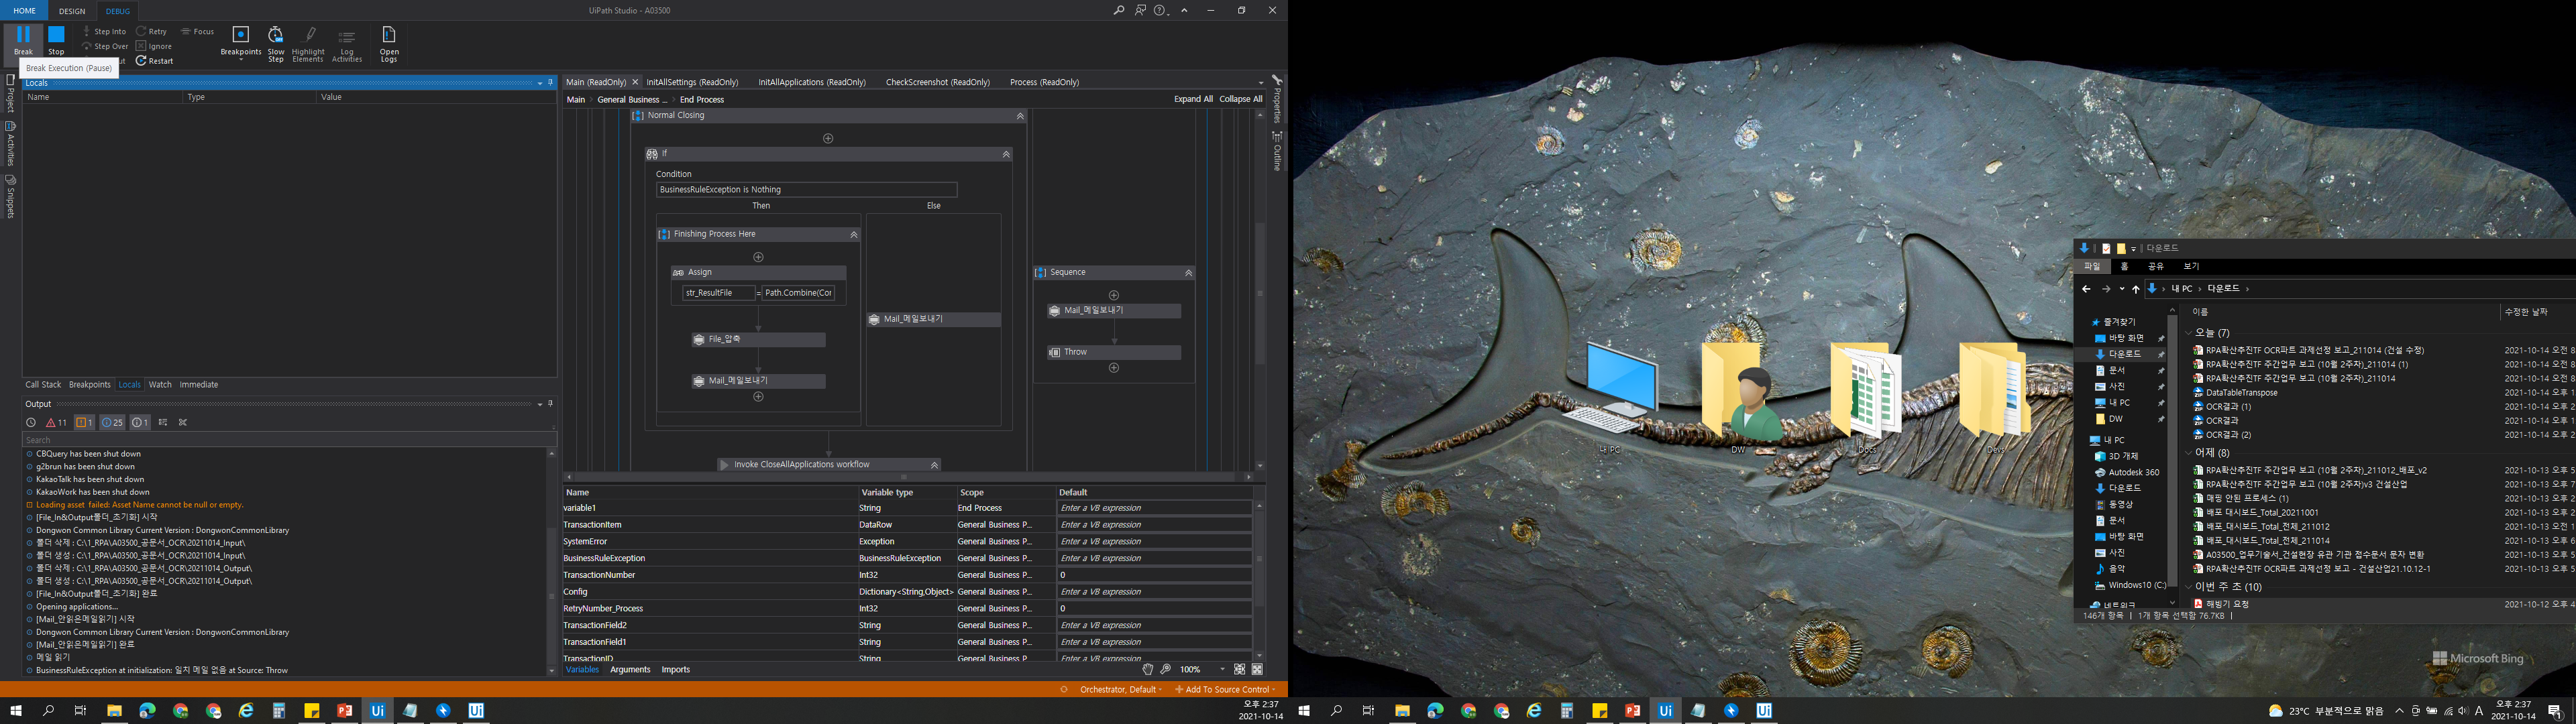 HOME DESIGN DEBUG UiPath Studio - A03500
Break Stop Step Into Retry Focus
Step Over Ignore
Restart
Breakpoints Slow Step Highlight Elements Log Activities Open Logs
Break Execution (Pause)
Locals
Name Type Value
Project
Activities
Snippets
Call Stack Breakpoints Locals Watch Immediate
Output
11 1 25 1
Search
CBQuery has been shut down
g2brun has been shut down
KakaoTalk has been shut down
KakaoWork has been shut down
Loading asset failed: Asset Name cannot be null or empty.
[File_In&Output폴더_초기화] 시작
Dongwon Common Library Current Version : DongwonCommonLibrary
폴더 삭제 : C:\1_RPA\A03500_공문서_OCR\20211014_Input\
폴더 생성 : C:\1_RPA\A03500_공문서_OCR\20211014_Input\
폴더 삭제 : C:\1_RPA\A03500_공문서_OCR\20211014_Output\
폴더 생성 : C:\1_RPA\A03500_공문서_OCR\20211014_Output\
[File_In&Output폴더_초기화] 완료
Opening applications...
[Mail_안읽은메일읽기] 시작
Dongwon Common Library Current Version : DongwonCommonLibrary
[Mail_안읽은메일읽기] 완료
메일 읽기
BusinessRuleException at initialization: 일치 메일 없음 at Source: Throw
Main (ReadOnly) InitAllSettings (ReadOnly) InitAllApplications (ReadOnly) CheckScreenshot (ReadOnly) Process (ReadOnly)
Main General Business ... End Process Expand All Collapse All
Properties
Outline
Normal Closing
If
Condition
BusinessRuleException is Nothing
Then Else
Finishing Process Here
Assign
str_ResultFile = Path.Combine(Cor
File_압축
Mail_메일보내기
Mail_메일보내기
Sequence
Mail_메일보내기
Throw
Invoke CloseAllApplications workflow
Name Variable type Scope Default
variable1 String End Process Enter a VB expression
TransactionItem DataRow General Business P... Enter a VB expression
SystemError Exception General Business P... Enter a VB expression
BusinessRuleException BusinessRuleException General Business P... Enter a VB expression
TransactionNumber Int32 General Business P... 0
Config Dictionary<String,Object> General Business P... Enter a VB expression
RetryNumber_Process Int32 General Business P... 0
TransactionField2 String General Business P... Enter a VB expression
TransactionField1 String General Business P... Enter a VB expression
TransactionID String General Business P... Enter a VB expression
Variables Arguments Imports 100%
Orchestrator, Default Add To Source Control
오후 2:37
2021-10-14
내 PC DW Docs Devs
다운로드
파일 홈 공유 보기
내 PC 다운로드
이름 수정한 날짜
즐겨찾기
바탕 화면
다운로드
문서
사진
내 PC
DW
내 PC
3D 개체
Autodesk 360
다운로드
동영상
문서
바탕 화면
사진
음악
Windows10 (C:)
네트워크
오늘 (7)
RPA확산추진TF OCR파트 과제선정 보고_211014 (건설 수정) 2021-10-14 오전 8
RPA확산추진TF 주간업무 보고 (10월 2주차)_211014 (1) 2021-10-14 오전 8
RPA확산추진TF 주간업무 보고 (10월 2주차)_211014 2021-10-14 오전 8
DataTableTranspose 2021-10-14 오후 1
OCR결과 (1) 2021-10-14 오후 2
OCR결과 2021-10-14 오후 1
OCR결과 (2) 2021-10-14 오후 2
어제 (8)
RPA확산추진TF 주간업무 보고 (10월 2주차)_211012_배포_v2 2021-10-13 오후 5
RPA확산추진TF 주간업무 보고 (10월 2주차)v3 건설산업 2021-10-13 오후 7
매핑 안된 프로세스 (1) 2021-10-13 오후 2
배포 대시보드_Total_20211001 2021-10-13 오후 2
배포_대시보드_Total_전체_211012 2021-10-13 오전 1
배포_대시보드_Total_전체_211014 2021-10-13 오후 5
A03500_업무기술서_건설현장 유관 기관 접수문서 문자 변환 2021-10-13 오후 6
RPA확산추진TF OCR파트 과제선정 보고 - 건설산업21.10.12-1 2021-10-13 오후 5
이번 주 초 (10)
해빙기 요청 2021-10-12 오후 4
146개 항목 1개 항목 선택함 76.7KB
Microsoft Bing
23°C 부분적으로 맑음 A 오후 2:37
2021-10-14